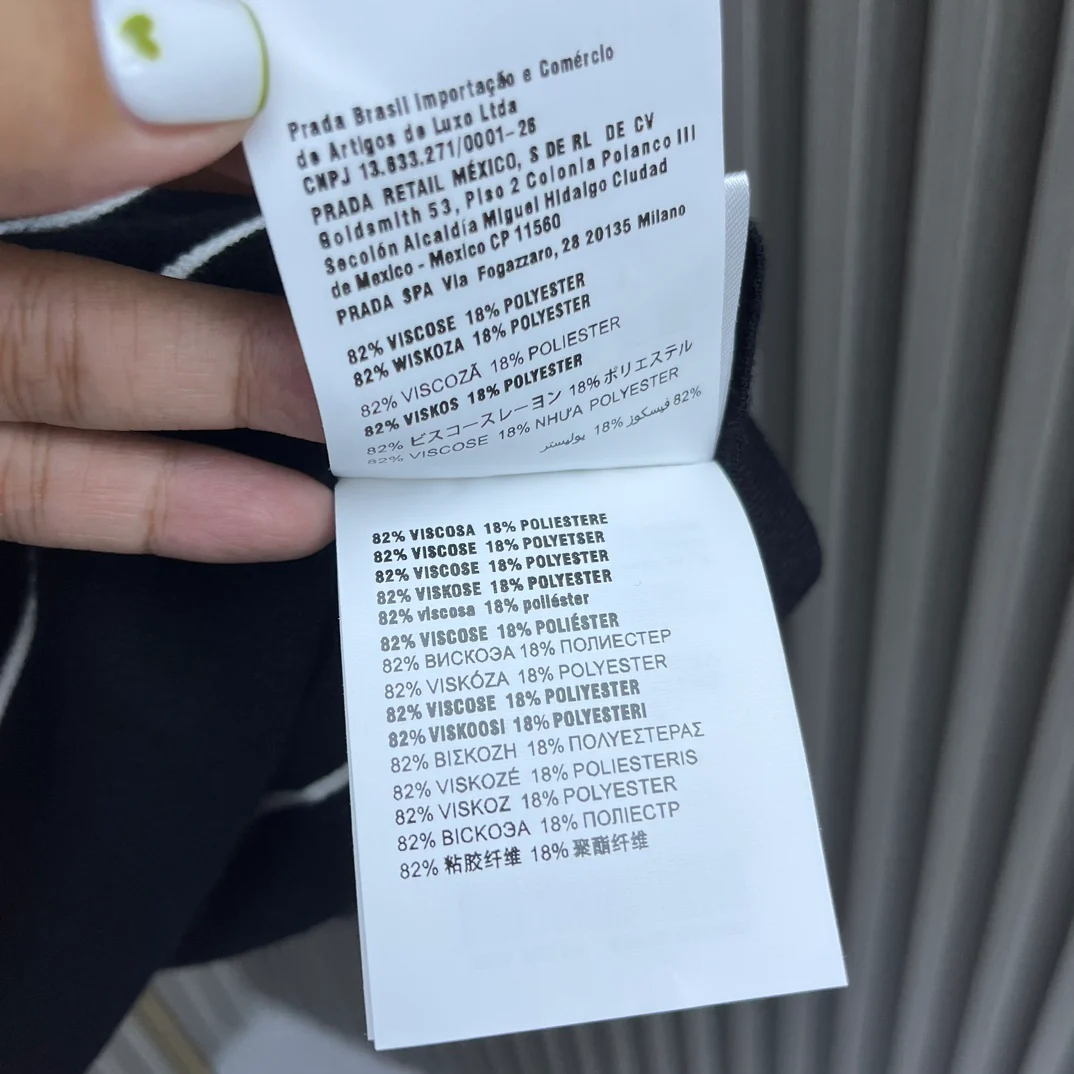 Prada Brasil Importação e Comércio
de Artigos de Luxo Ltda
CNPJ 13.833.271/0001-26
PRADA RETAIL MÉXICO, S DE RL DE CV
Goldsmith 53, Piso 2 Colonia Polanco III
Secolón Alcaldía Miguel Hidalgo Ciudad
de Mexico - Mexico CP 11560
PRADA SPA Via Fogazzaro, 28 20135 Milano
82% VISCOSE 18% POLYESTER
82% WISKOZA 18% POLYESTER
82% VISCOZĂ 18% POLIESTER
82% VISKOS 18% POLYESTER
82% ビスコースレーヨン 18% ポリエステル
82% VISCOSE 18% NHỰA POLYESTER
82% فيسكوز 18% بوليستر
82% VISCOSA 18% POLIESTERE
82% VISCOSE 18% POLYETSER
82% VISCOSE 18% POLYESTER
82% VISKOSE 18% POLYESTER
82% viscosa 18% poliéster
82% VISCOSE 18% POLIÉSTER
82% ВИСКОЭА 18% ПОЛИЕСТЕР
82% VISKÓZA 18% POLYESTER
82% VISCOSE 18% POLIYESTER
82% VISKOOSI 18% POLYESTERI
82% ΒΙΣΚΟΖΗ 18% ΠΟΛΥΕΣΤΕΡΑΣ
82% VISKOZÉ 18% POLIESTERIS
82% VISKOZ 18% POLYESTER
82% ВІСКОЭА 18% ПОЛІЕСТР
82% 粘胶纤维 18% 聚酯纤维